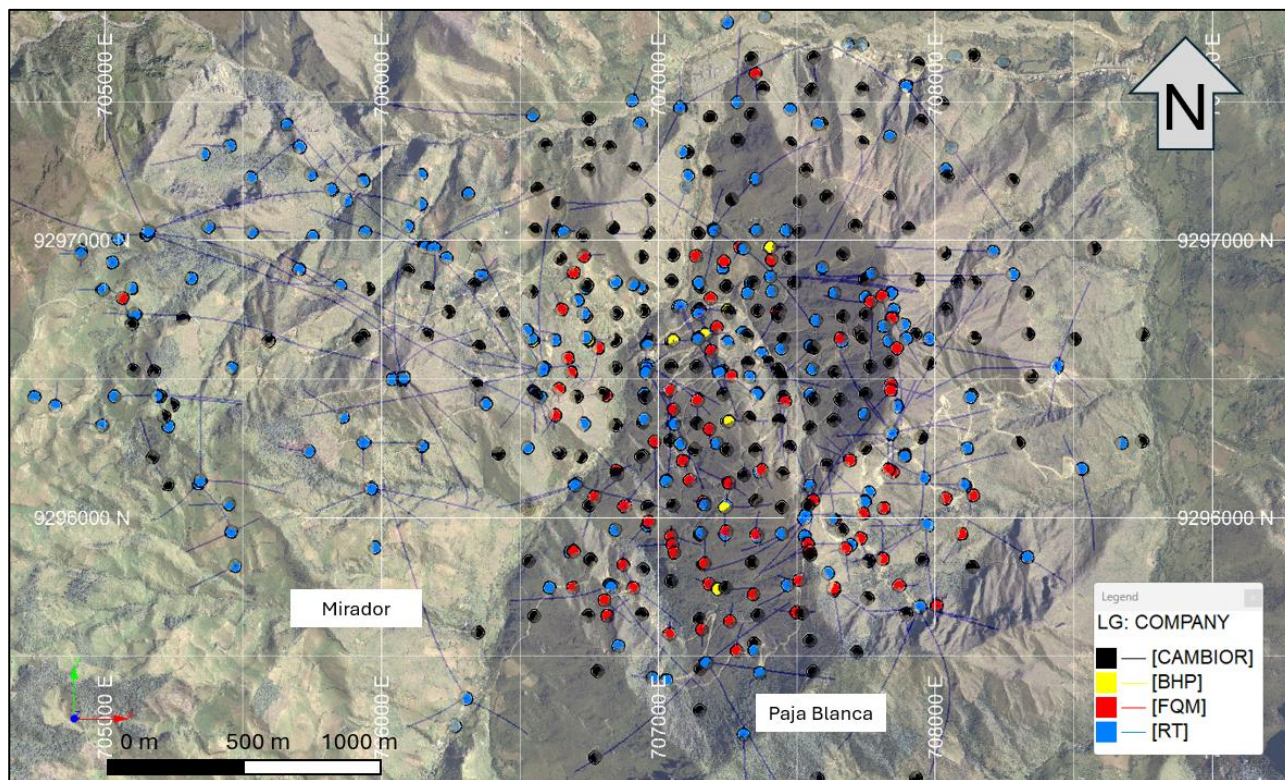 705000 E
706000 E
707000 E
708000 E
N
9297000 N
9297000 N
9296000 N
9296000 N
Mirador
Paja Blanca
Legend
LG: COMPANY
[CAMBIOR]
[BHP]
[FQM]
[RT]
705000 E
706000 E
707000 E
708000 E
0 m
500 m
1000 m